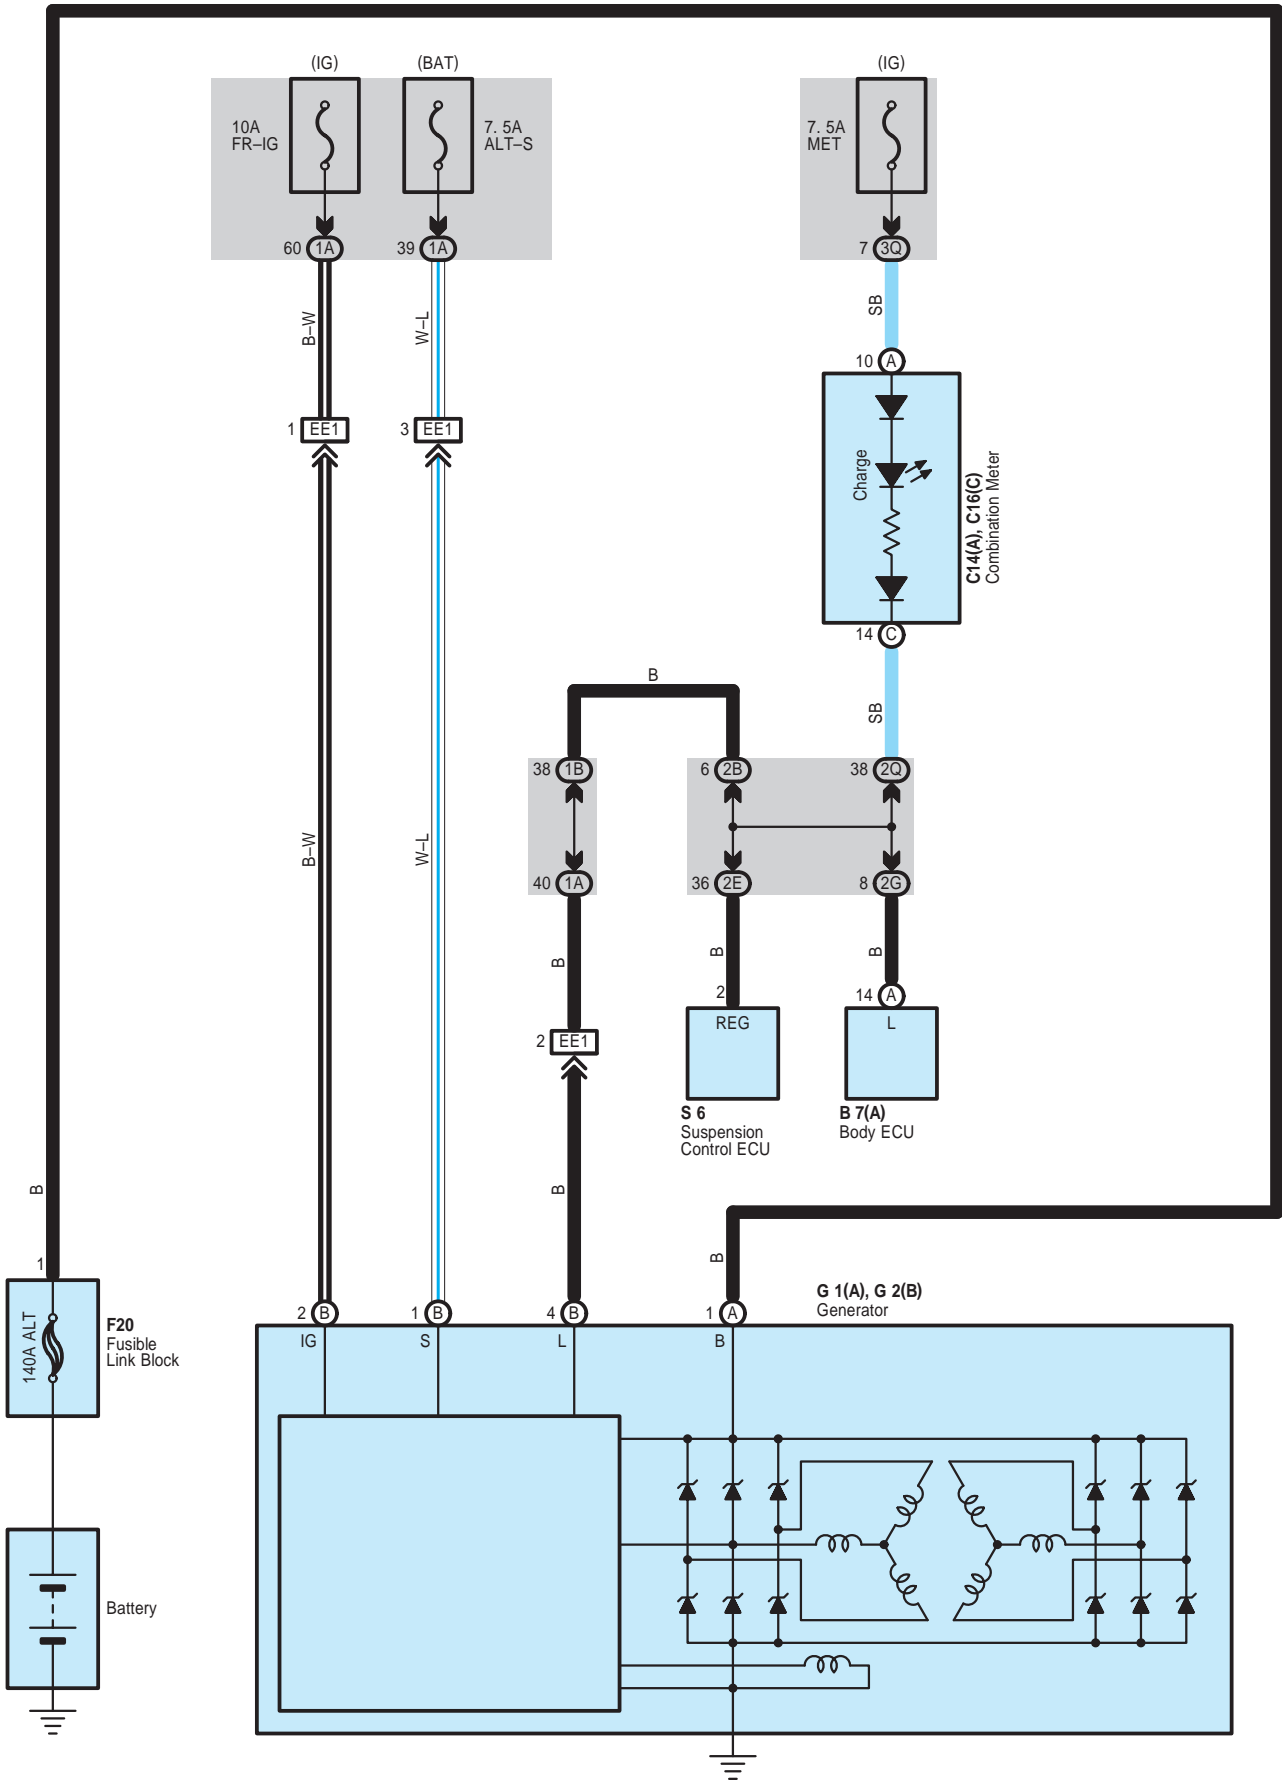 (IG)
(BAT)
(IG)
10A
FR–IG
7. 5A
ALT–S
7. 5A
MET
60 1A
39 1A
7 3Q
B–W
W–L
SB
10 A
1 EE1
3 EE1
Charge
C14(A), C16(C)
Combination Meter
14 C
B
SB
38 1B
6 2B
38 2Q
B–W
W–L
40 1A
36 2E
8 2G
B
B
B
2
14 A
REG
L
2 EE1
S 6
Suspension
Control ECU
B 7(A)
Body ECU
B
B
B
1
G 1(A), G 2(B)
Generator
2 B
1 B
4 B
1 A
IG
S
L
B
140A ALT
F20
Fusible
Link Block
Battery